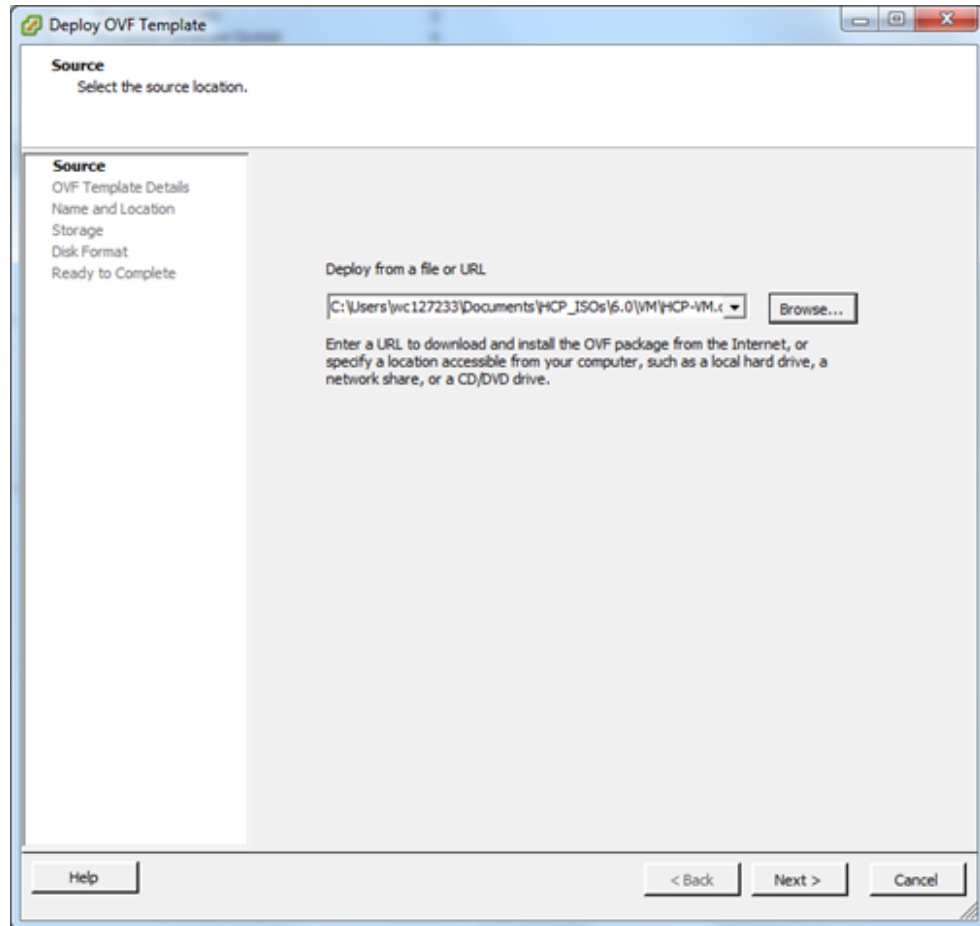 Deploy OVF Template
Source
Select the source location.
Source
OVF Template Details
Name and Location
Storage
Disk Format
Ready to Complete
Deploy from a file or URL
C:\Users\wc127233\Documents\HCP_ISOs\6.0\VM\HCP-VM.
Browse...
Enter a URL to download and install the OVF package from the Internet, or
specify a location accessible from your computer, such as a local hard drive, a
network share, or a CD/DVD drive.
Help
< Back
Next >
Cancel